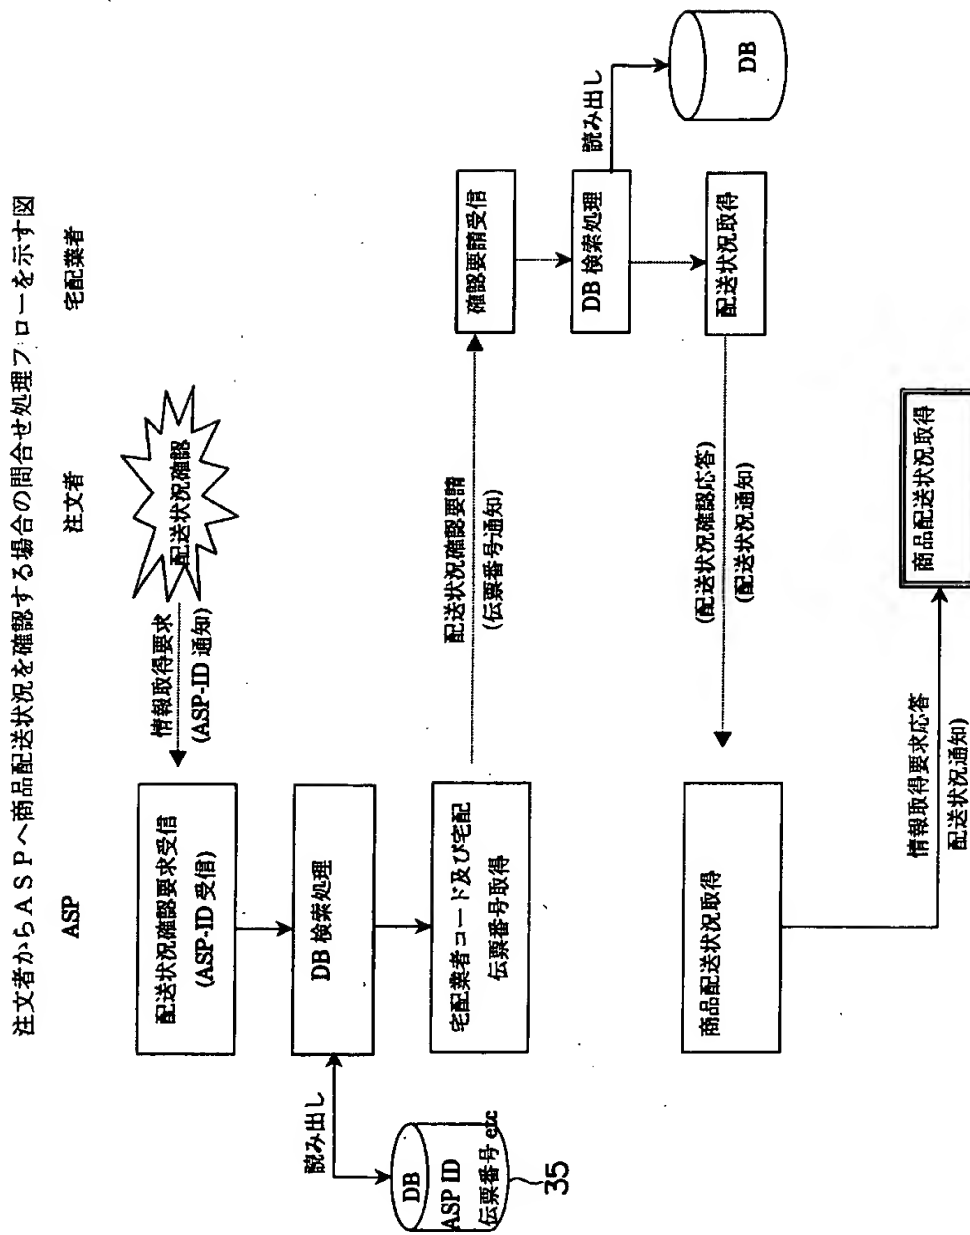 注文者からＡＳＰへ商品配送状況を確認する場合の問合せ処理フローを示す図
ASP
注文者
宅配業者
配送状況確認
情報取得要求
(ASP-ID 通知)
配送状況確認要求受信
(ASP-ID 受信)
DB 検索処理
読み出し
DB
ASP ID
伝票番号 etc
35
宅配業者コード及び宅配
伝票番号取得
配送状況確認要請
(伝票番号通知)
確認要請受信
DB 検索処理
読み出し
DB
配送状況取得
(配送状況確認応答)
(配送状況通知)
商品配送状況取得
情報取得要求応答
配送状況通知)
商品配送状況取得